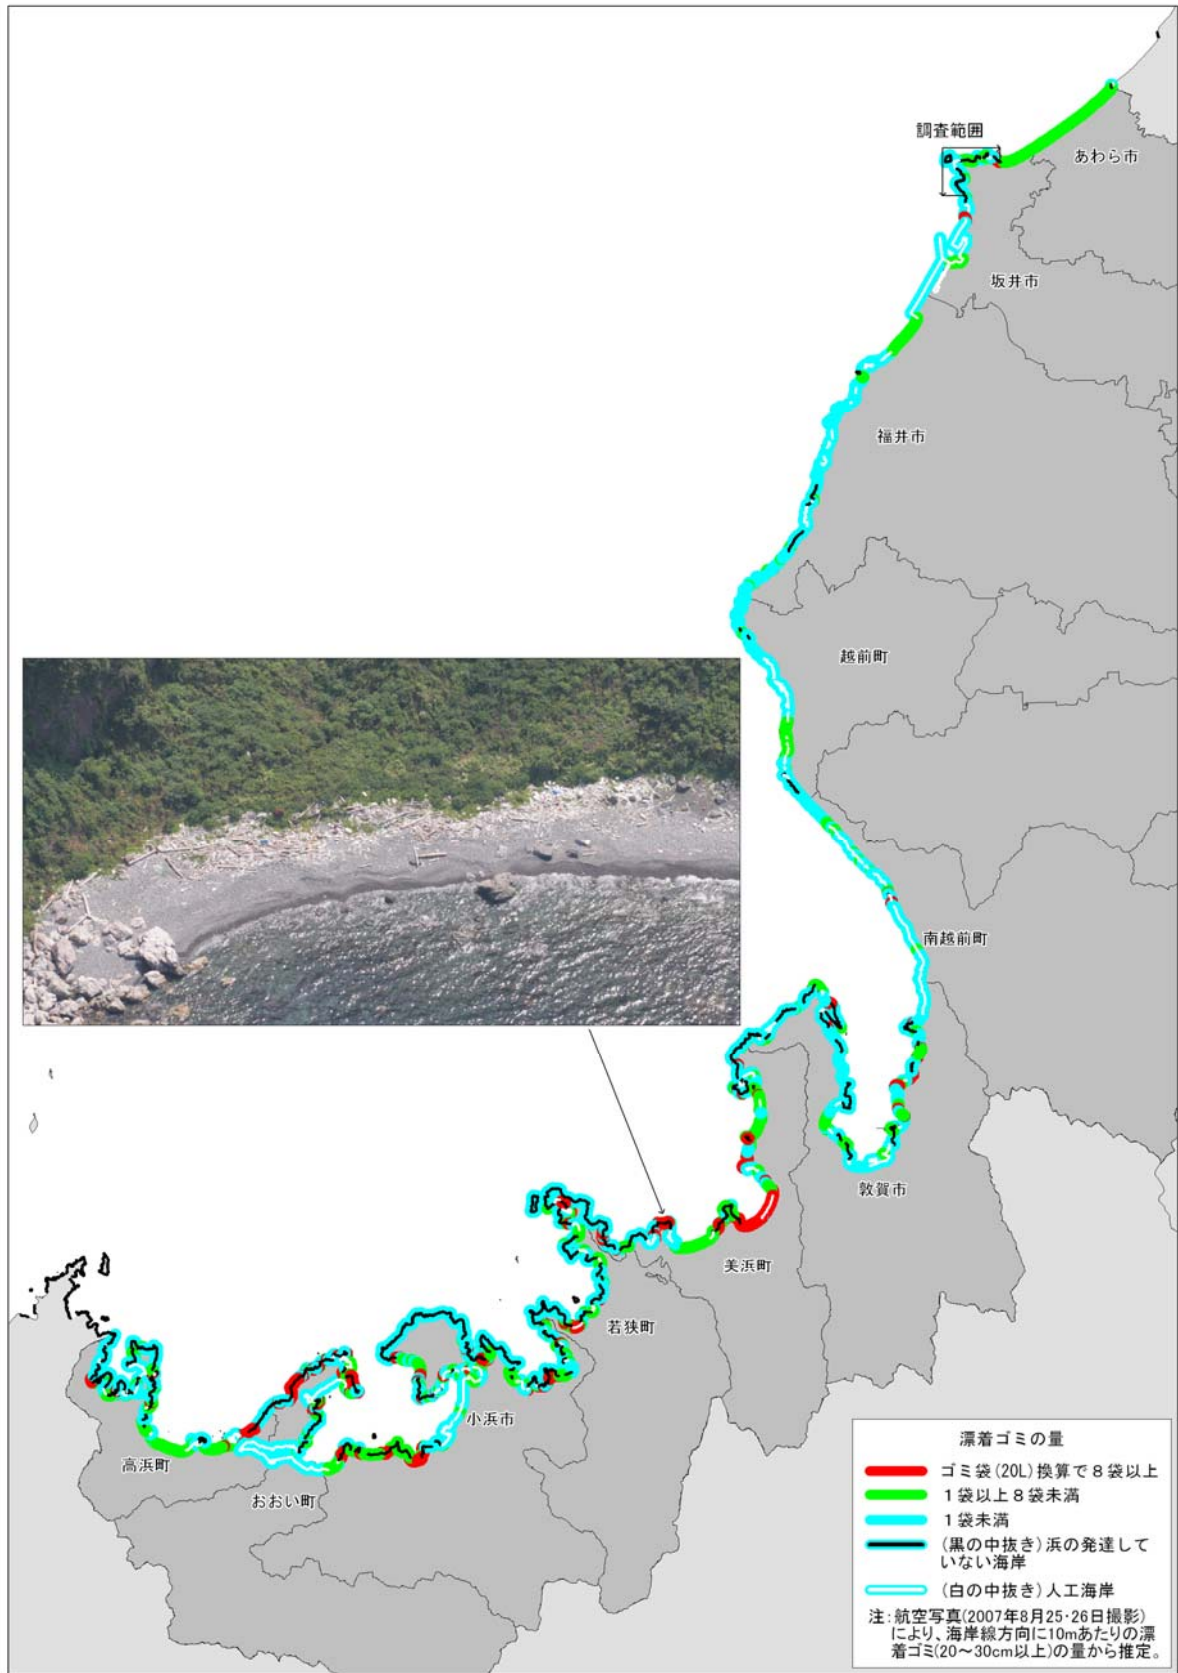 調査範囲
あわら市
坂井市
福井市
越前町
南越前町
敦賀市
美浜町
若狭町
小浜市
高浜町
おおい町
漂着ゴミの量
ゴミ袋(20L)換算で８袋以上
１袋以上８袋未満
１袋未満
(黒の中抜き)浜の発達して
いない海岸
(白の中抜き)人工海岸
注:航空写真(2007年8月25･26日撮影)
により、海岸線方向に10mあたりの漂
着ゴミ(20～30cm以上)の量から推定。